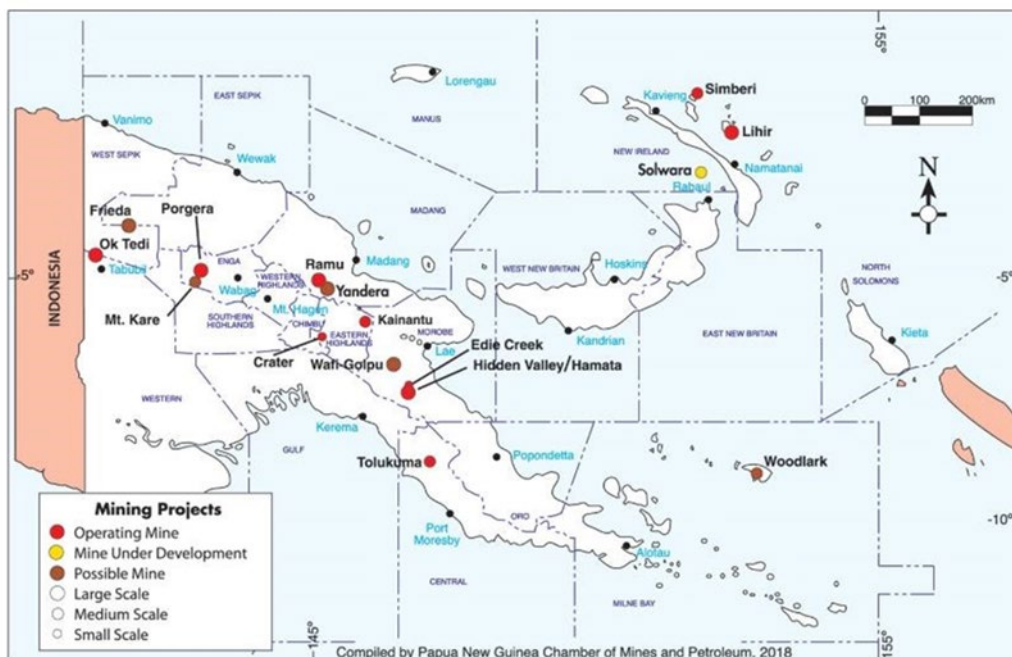 155°
EAST SEPIK
Lorengau
Simberi
Kavieng
0
100
200km
Vanimo
MANUS
Lihir
WEST SEPIK
Wewak
NEW IRELAND
Solwara
Namatanai
N
Rabaul
Frieda
Porgera
MADANG
Ok Tedi
ENGA
Ramu
Madang
-5°
Tabubil
WESTERN
HIGHLANDS
WEST NEW BRITAIN
Hoskins
NORTH
SOLOMONS
-5°
INDONESIA
Wabag
Yandera
Mt. Hagen
Mt. Kare
SOUTHERN
HIGHLANDS
CHIMBU
Kainantu
EASTERN
HIGHLANDS
MOROBE
Kandrian
EAST NEW BRITAIN
Kieta
Crater
Lae
Edie Creek
Wafi-Golpu
Hidden Valley/Hamata
WESTERN
Kerema
GULF
Tolukuma
Popondetta
Woodlark
Mining Projects
Operating Mine
Mine Under Development
Possible Mine
Large Scale
Medium Scale
Small Scale
Port
Moresby
ORO
-10°
Alotau
CENTRAL
MILNE BAY
145°
155°
Compiled by Papua New Guinea Chamber of Mines and Petroleum, 2018